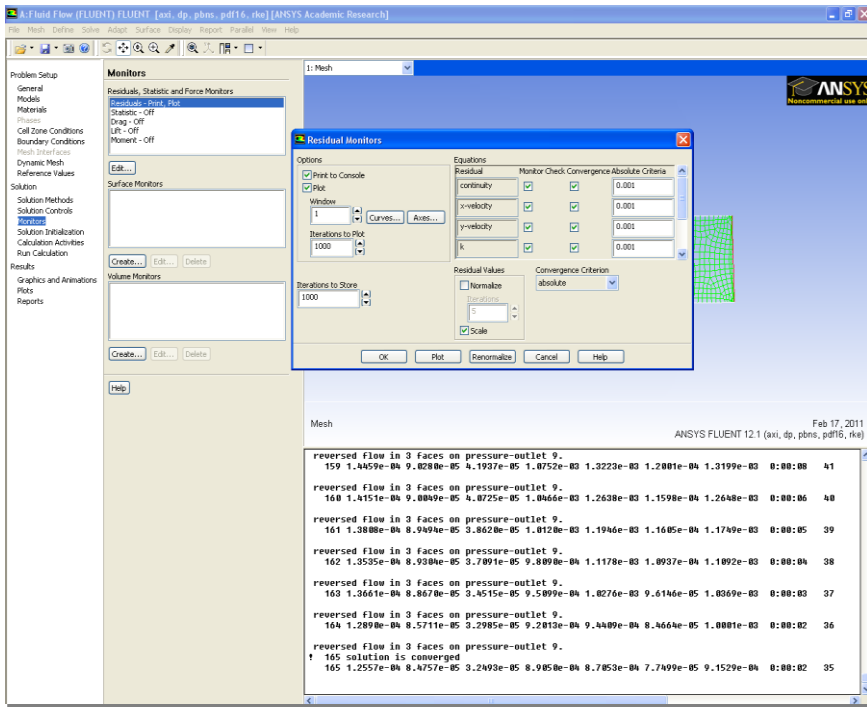 A:Fluid Flow (FLUENT) FLUENT [axi, dp, pbns, pdf16, rke] [ANSYS Academic Research]
File Mesh Define Solve Adapt Surface Display Report Parallel View Help
Problem Setup
General
Models
Materials
Phases
Cell Zone Conditions
Boundary Conditions
Mesh Interfaces
Dynamic Mesh
Reference Values
Solution
Solution Methods
Solution Controls
Monitors
Solution Initialization
Calculation Activities
Run Calculation
Results
Graphics and Animations
Plots
Reports
Monitors
Residuals, Statistic and Force Monitors
Residuals - Print, Plot
Statistic - Off
Drag - Off
Lift - Off
Moment - Off
Edit...
Surface Monitors
Create... Edit... Delete
Volume Monitors
Create... Edit... Delete
Help
1: Mesh
ANSYS
Noncommercial use on
Residual Monitors
Options
Print to Console
Plot
Window
1
Curves... Axes...
Iterations to Plot
1000
Iterations to Store
1000
Equations
Residual Monitor Check Convergence Absolute Criteria
continuity 0.001
x-velocity 0.001
y-velocity 0.001
k 0.001
Residual Values
Normalize
Iterations
5
Scale
Convergence Criterion
absolute
OK Plot Renormalize Cancel Help
Mesh
Feb 17, 2011
ANSYS FLUENT 12.1 (axi, dp, pbns, pdf16, rke)
reversed flow in 3 faces on pressure-outlet 9.
159 1.4459e-04 9.0280e-05 4.1937e-05 1.0752e-03 1.3223e-03 1.2001e-04 1.3199e-03 0:00:08 41
reversed flow in 3 faces on pressure-outlet 9.
160 1.4151e-04 9.0049e-05 4.0725e-05 1.0466e-03 1.2638e-03 1.1598e-04 1.2648e-03 0:00:06 40
reversed flow in 3 faces on pressure-outlet 9.
161 1.3808e-04 8.9494e-05 3.8620e-05 1.0120e-03 1.1946e-03 1.1605e-04 1.1749e-03 0:00:05 39
reversed flow in 3 faces on pressure-outlet 9.
162 1.3535e-04 8.9304e-05 3.7091e-05 9.8090e-04 1.1178e-03 1.0937e-04 1.1092e-03 0:00:04 38
reversed flow in 3 faces on pressure-outlet 9.
163 1.3661e-04 8.8670e-05 3.4515e-05 9.5099e-04 1.0276e-03 9.6146e-05 1.0369e-03 0:00:03 37
reversed flow in 3 faces on pressure-outlet 9.
164 1.2890e-04 8.5711e-05 3.2985e-05 9.2013e-04 9.4409e-04 8.4664e-05 1.0001e-03 0:00:02 36
reversed flow in 3 faces on pressure-outlet 9.
! 165 solution is converged
165 1.2557e-04 8.4757e-05 3.2493e-05 8.9050e-04 8.7053e-04 7.7499e-05 9.1529e-04 0:00:02 35